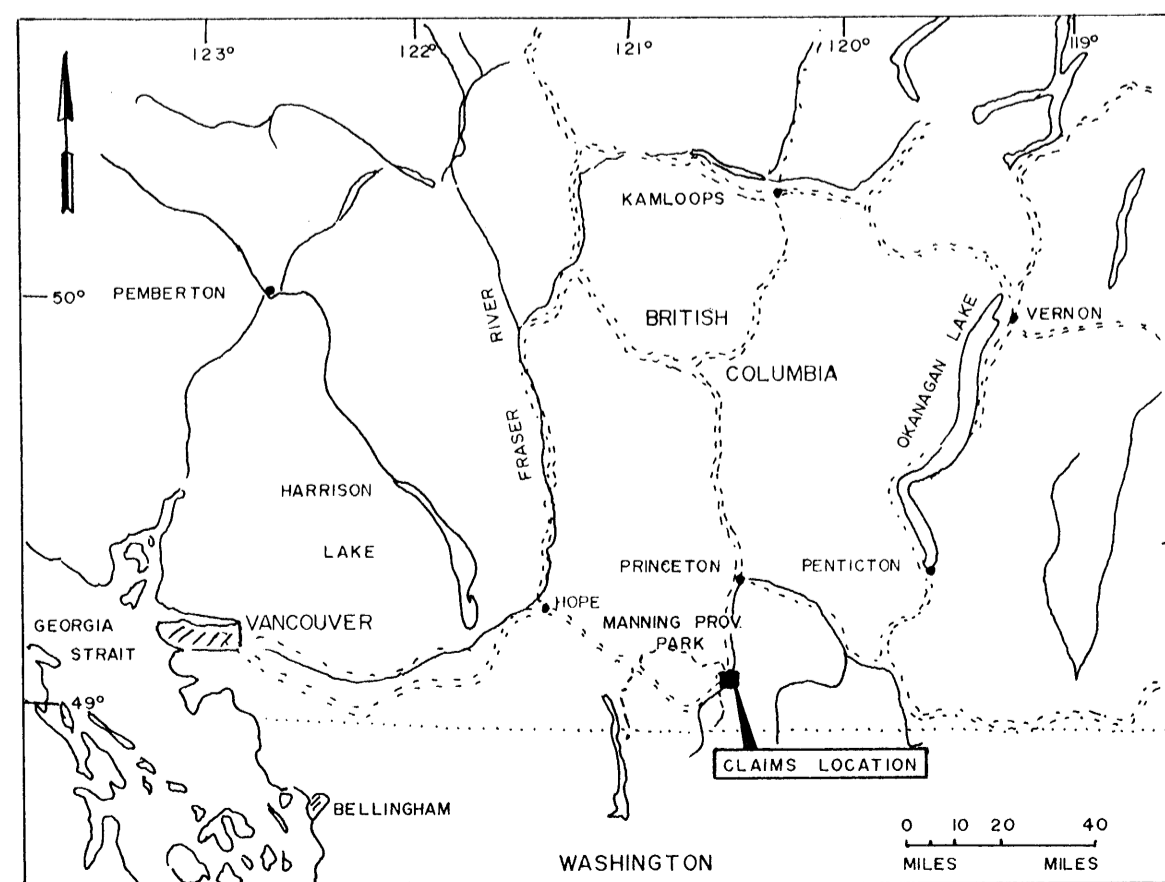 123°
122°
121°
120°
119°
KAMLOOPS
PEMBERTON
50°
RIVER
FRASER
BRITISH
COLUMBIA
OKANAGAN LAKE
VERNON
HARRISON
LAKE
PRINCETON
PENTICTON
HOPE
VANCOUVER
MANNING PROV.
PARK
GEORGIA
STRAIT
49°
CLAIMS LOCATION
BELLINGHAM
WASHINGTON
0 10 20 40
MILES MILES